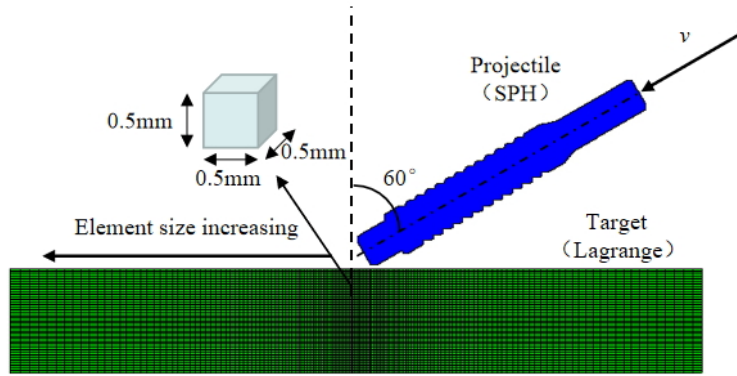 v
Projectile
（SPH）
0.5mm
0.5mm
0.5mm
60°
Element size increasing
Target
（Lagrange）